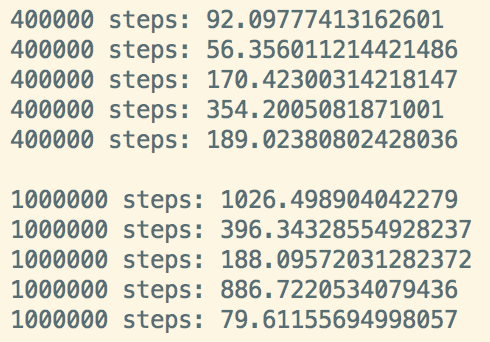 400000 steps: 92.09777413162601
400000 steps: 56.356011214421486
400000 steps: 170.42300314218147
400000 steps: 354.2005081871001
400000 steps: 189.02380802428036
1000000 steps: 1026.498904042279
1000000 steps: 396.34328554928237
1000000 steps: 188.09572031282372
1000000 steps: 886.7220534079436
1000000 steps: 79.61155694998057